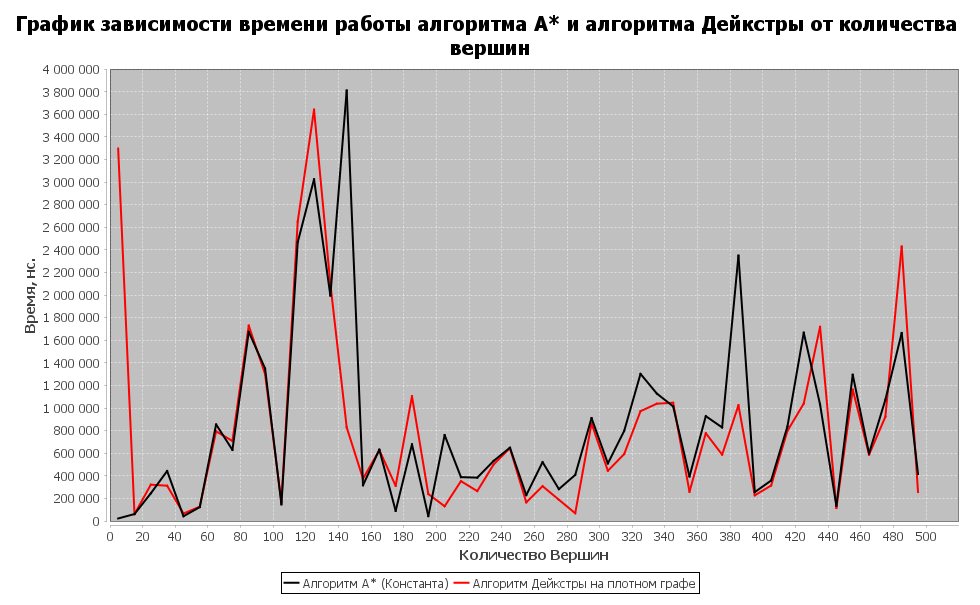 График зависимости времени работы алгоритма А* и алгоритма Дейкстры от количества
вершин
4 000 000
3 800 000
3 600 000
3 400 000
3 200 000
3 000 000
2 800 000
2 600 000
2 400 000
2 200 000
2 000 000
1 800 000
1 600 000
1 400 000
1 200 000
1 000 000
800 000
600 000
400 000
200 000
0
Время, нс.
0 20 40 60 80 100 120 140 160 180 200 220 240 260 280 300 320 340 360 380 400 420 440 460 480 500
Количество Вершин
Алгоритм А* (Константа) Алгоритм Дейкстры на плотном графе